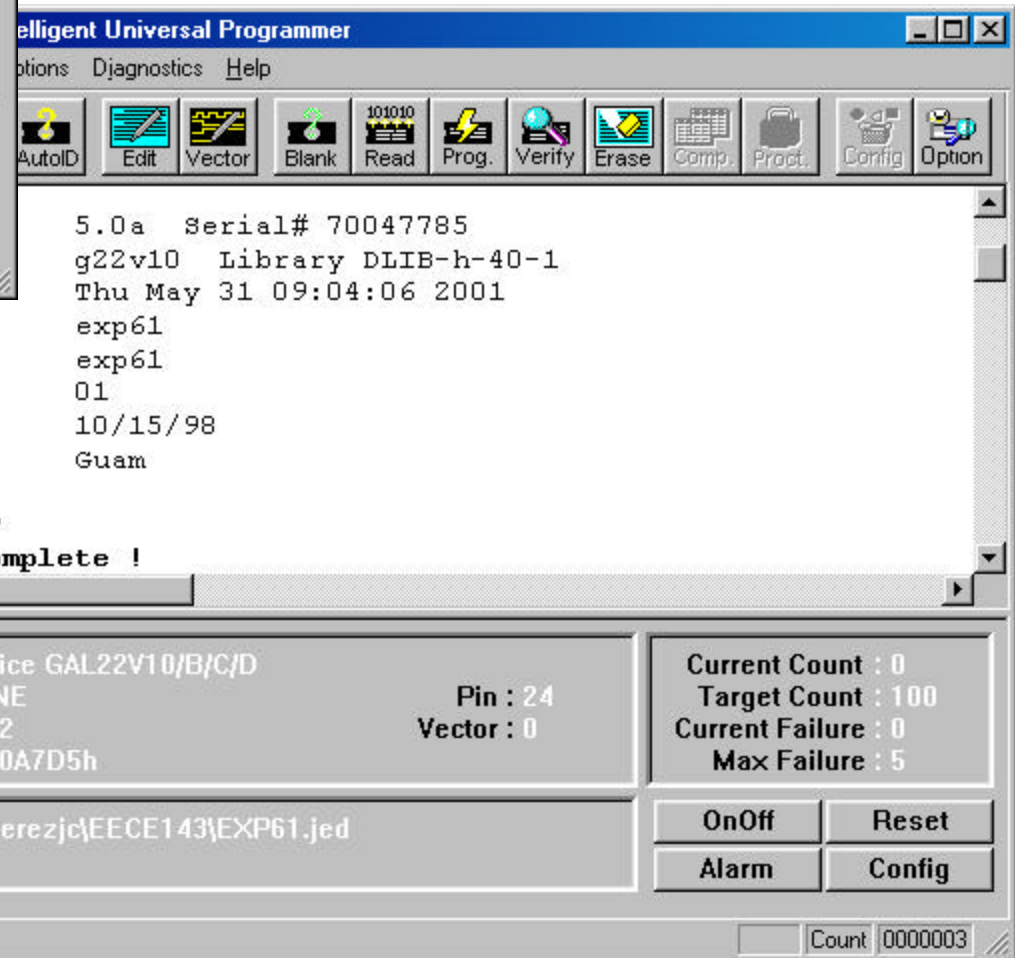 elligent Universal Programmer
ptions Diagnostics Help
AutoID Edit Vector Blank 101010 Read Prog. Verify Erase Comp. Proct. Config Option
5.0a Serial# 70047785
g22v10 Library DLIB-h-40-1
Thu May 31 09:04:06 2001
exp61
exp61
01
10/15/98
Guam
omplete !
ice GAL22V10/B/C/D
NE Pin : 24
2 Vector : 0
0A7D5h
Current Count : 0
Target Count : 100
Current Failure : 0
Max Failure : 5
erezjc\EECE143\EXP61.jed
OnOff Reset
Alarm Config
Count 0000003